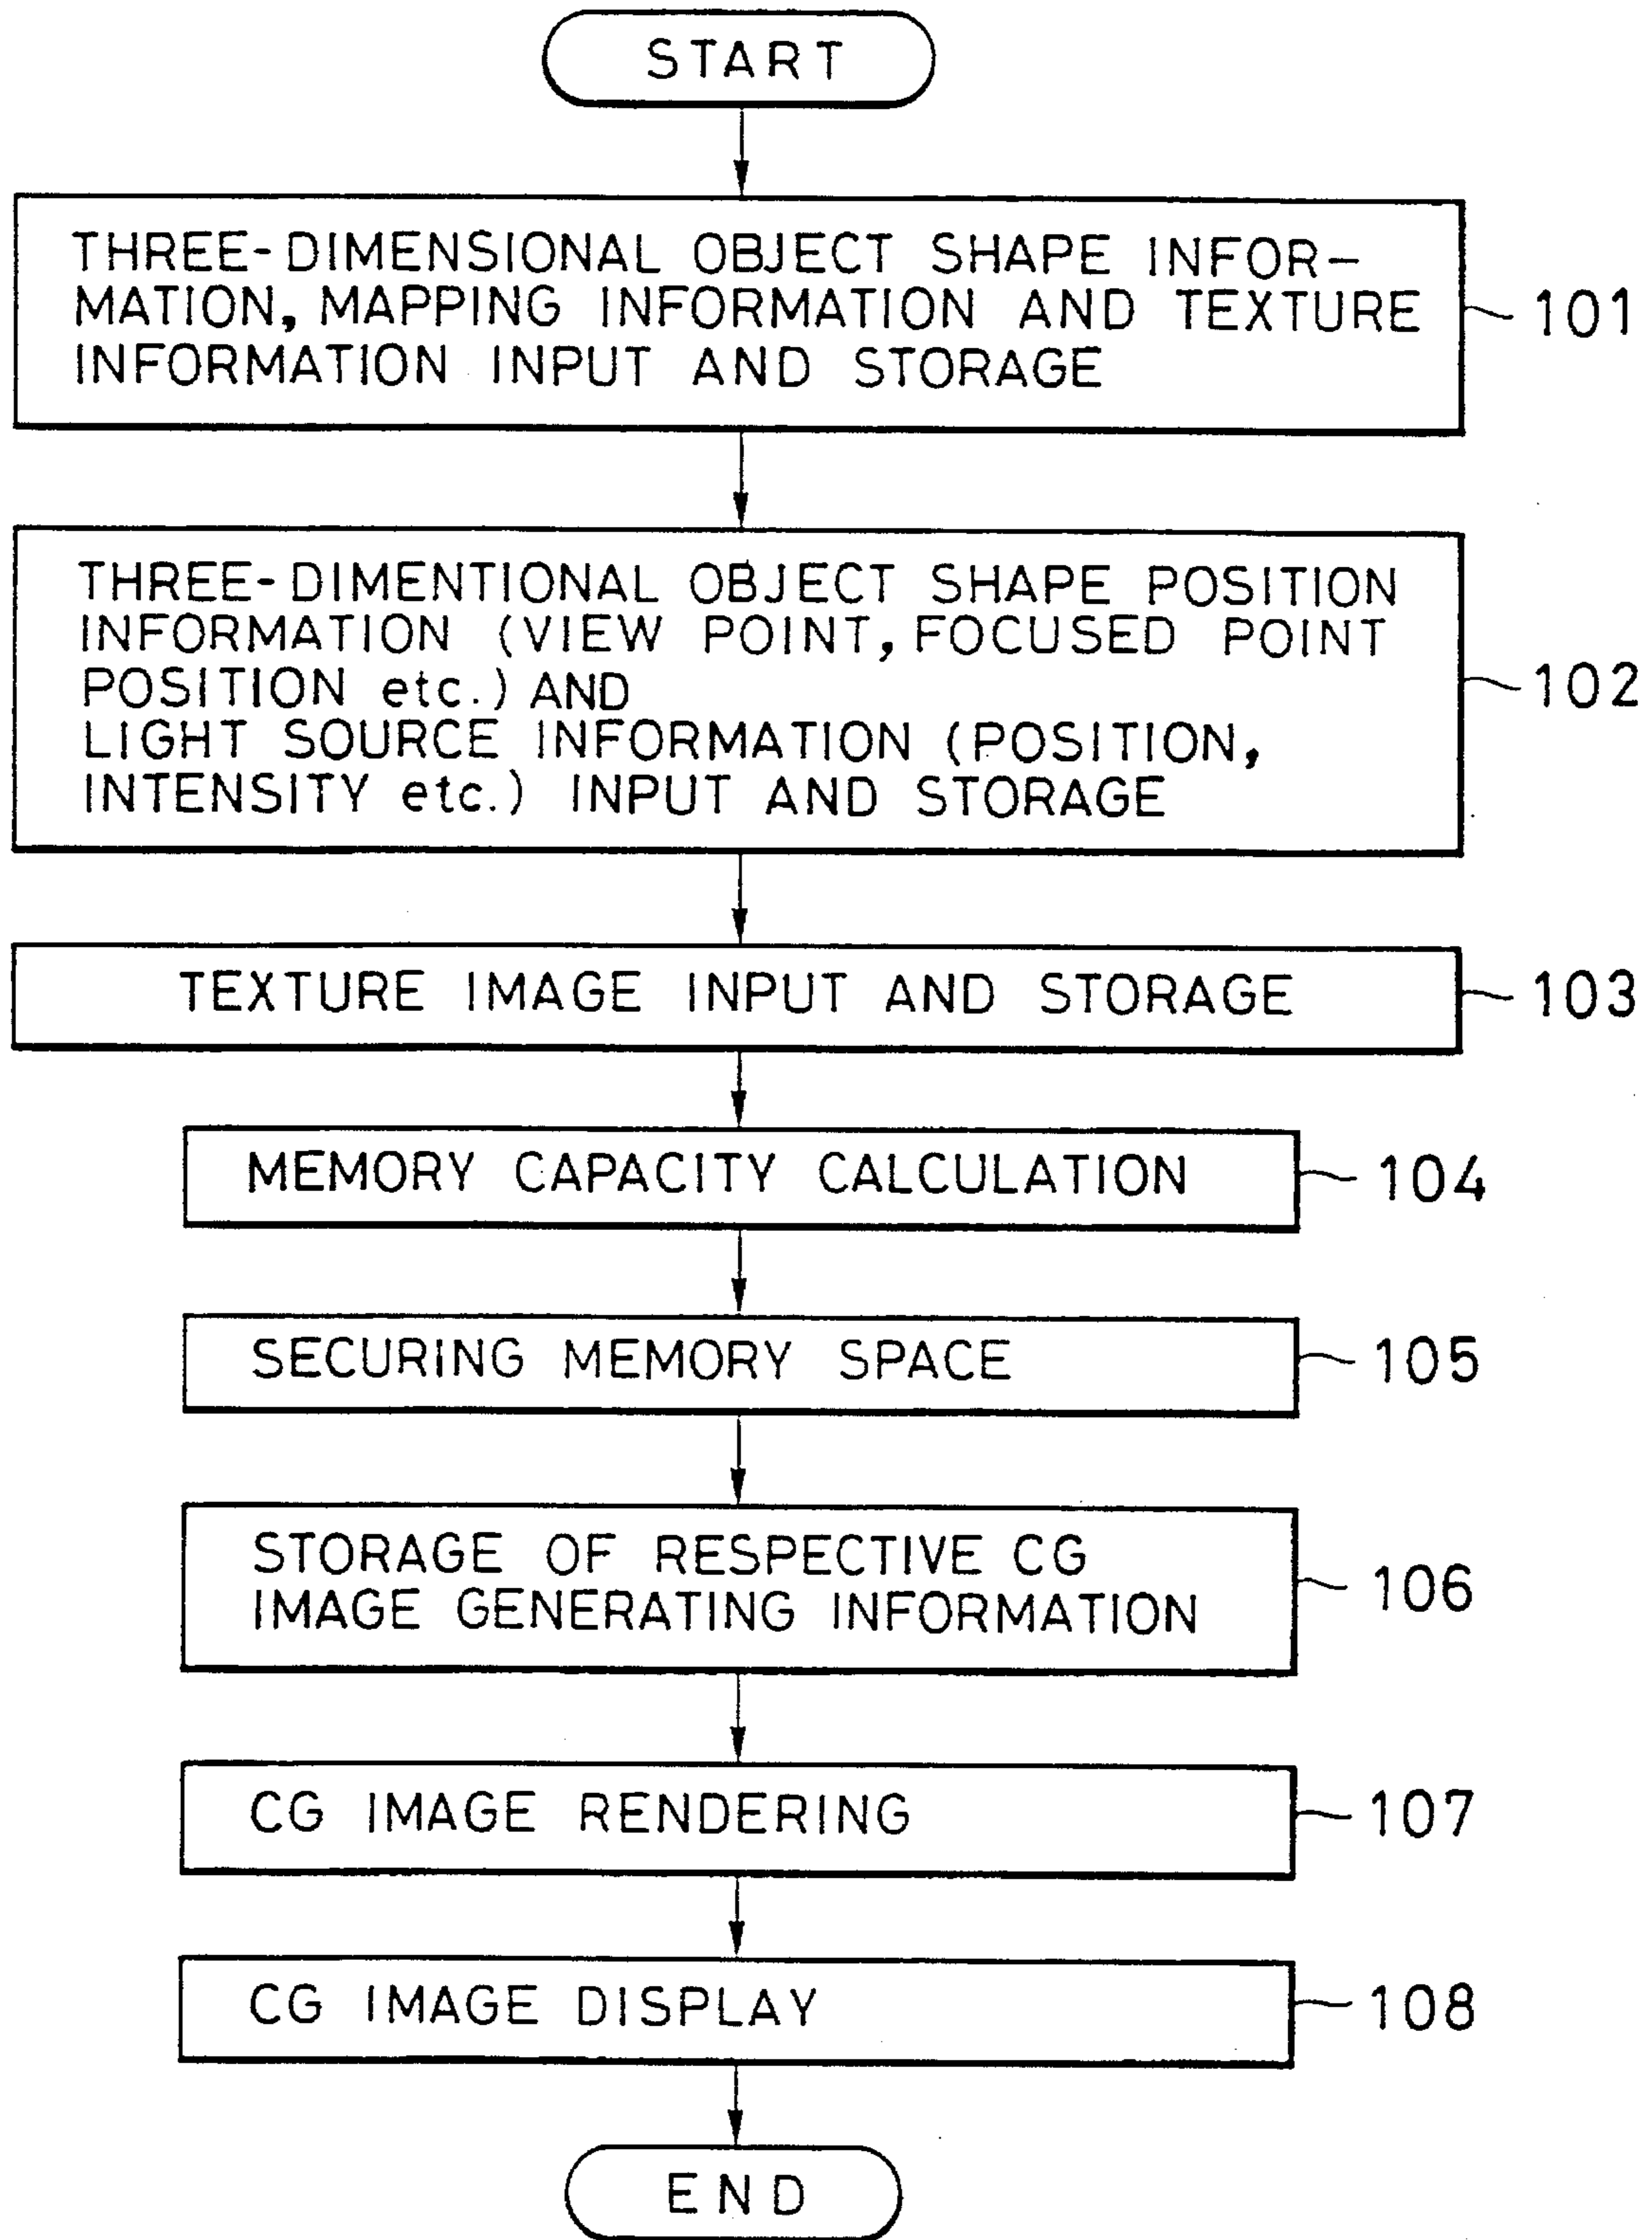 START
THREE-DIMENSIONAL OBJECT SHAPE INFOR-
MATION, MAPPING INFORMATION AND TEXTURE
INFORMATION INPUT AND STORAGE
101
THREE-DIMENTIONAL OBJECT SHAPE POSITION
INFORMATION (VIEW POINT, FOCUSED POINT
POSITION etc.) AND
LIGHT SOURCE INFORMATION (POSITION,
INTENSITY etc.) INPUT AND STORAGE
102
TEXTURE IMAGE INPUT AND STORAGE
103
MEMORY CAPACITY CALCULATION
104
SECURING MEMORY SPACE
105
STORAGE OF RESPECTIVE CG
IMAGE GENERATING INFORMATION
106
CG IMAGE RENDERING
107
CG IMAGE DISPLAY
108
END